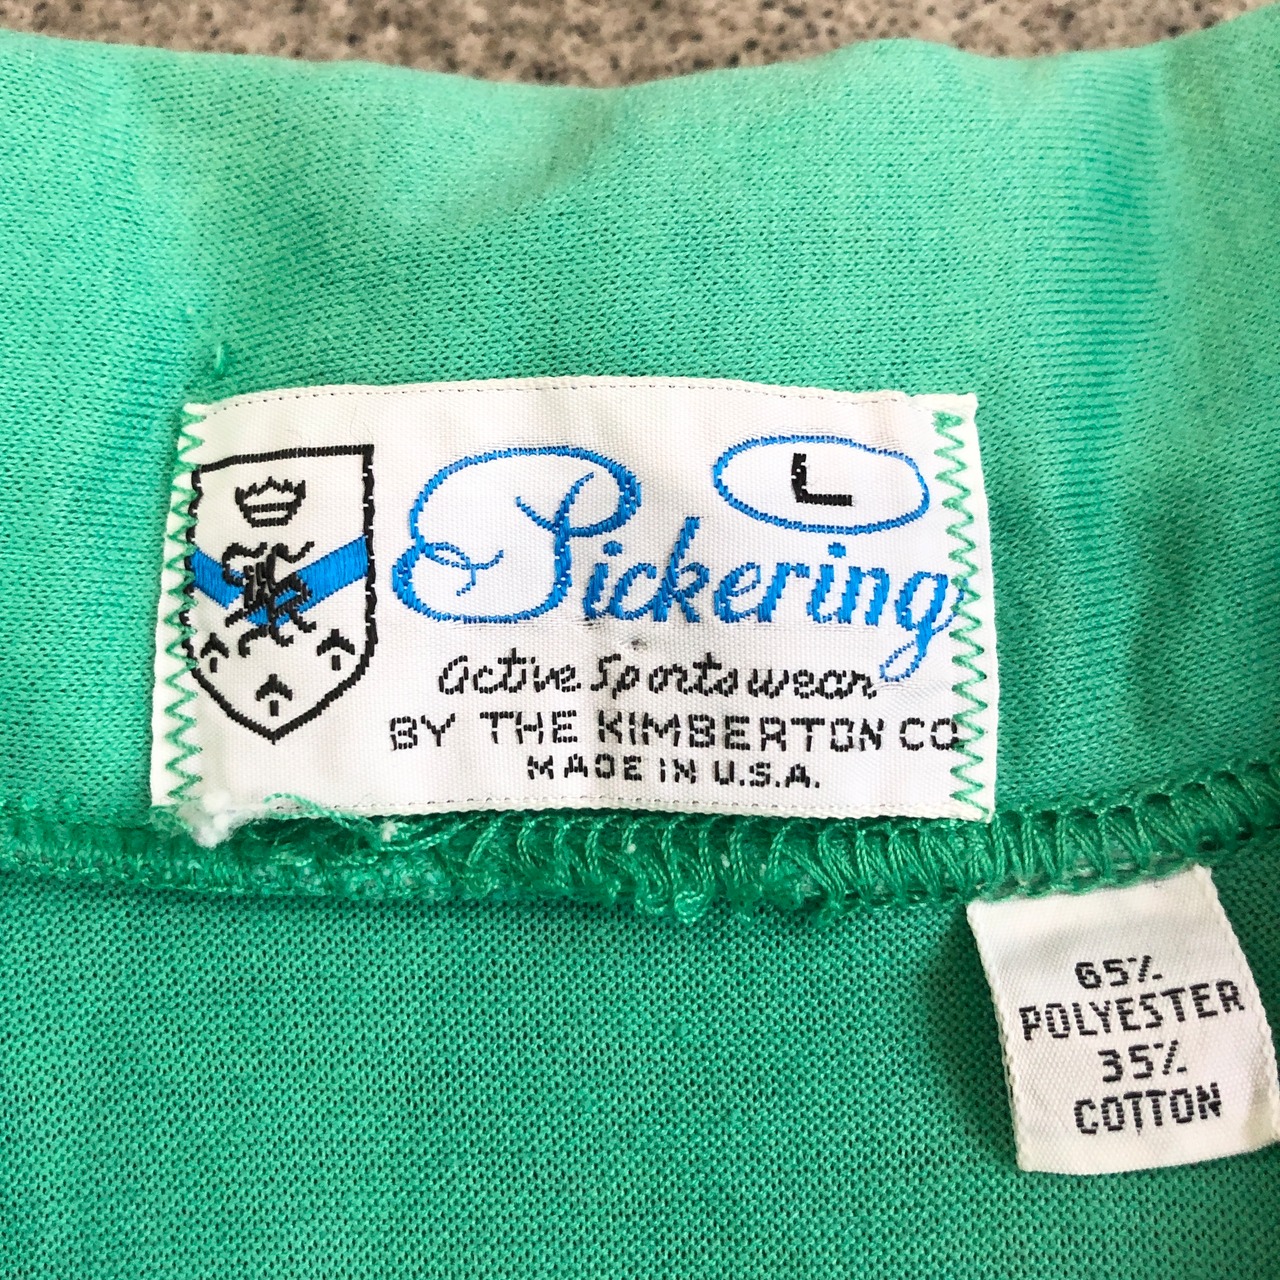 L
Pickering
Active Sportswear
BY THE KIMBERTON CO
MADE IN U.S.A.
65%
POLYESTER
35%
COTTON